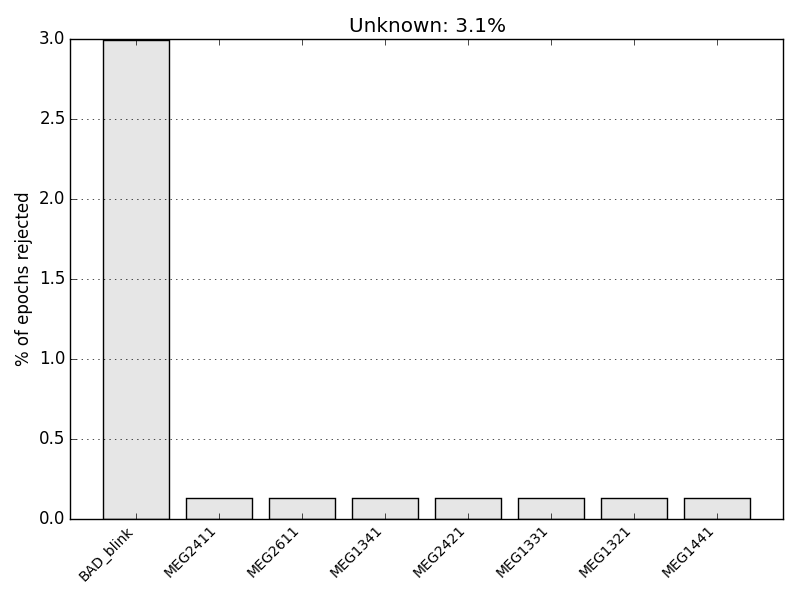 Unknown: 3.1%
% of epochs rejected
3.0
2.5
2.0
1.5
1.0
0.5
0.0
BAD_blink
MEG2411
MEG2611
MEG1341
MEG2421
MEG1331
MEG1321
MEG1441